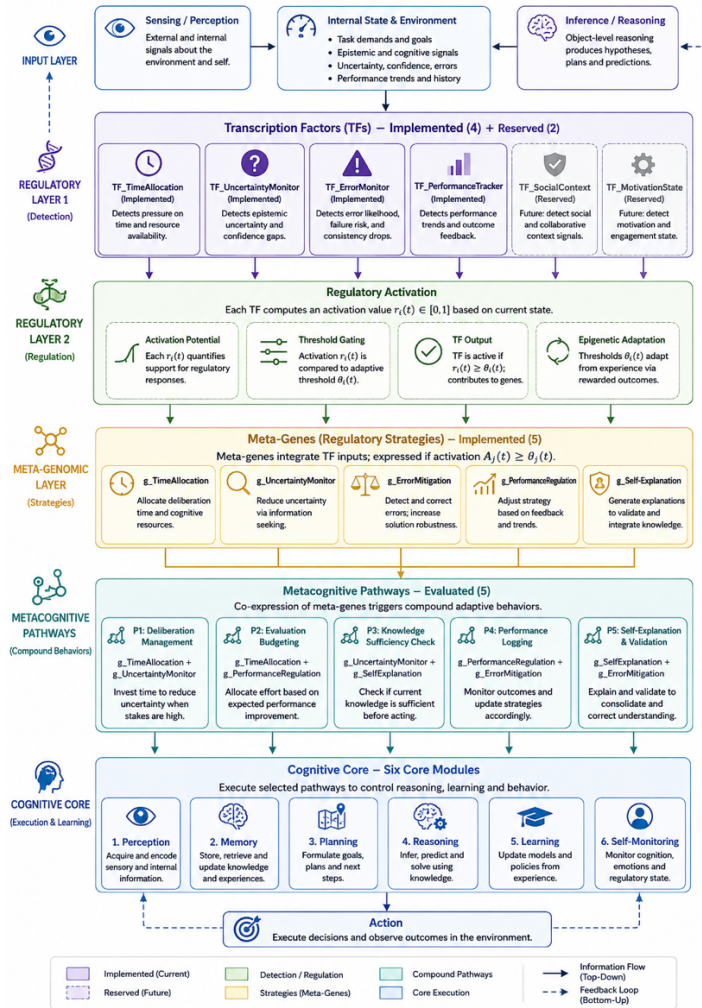 INPUT LAYER
Sensing / Perception
External and internal
signals about the
environment and self.
Internal State & Environment
• Task demands and goals
• Epistemic and cognitive signals
• Uncertainty, confidence, errors
• Performance trends and history
Inference / Reasoning
Object-level reasoning
produces hypotheses,
plans and predictions.
REGULATORY
LAYER 1
(Detection)
Transcription Factors (TFs) – Implemented (4) + Reserved (2)
TF_TimeAllocation
(Implemented)
Detects pressure on
time and resource
availability.
TF_UncertaintyMonitor
(Implemented)
Detects epistemic
uncertainty and
confidence gaps.
TF_ErrorMonitor
(Implemented)
Detects error likelihood,
failure risk, and
consistency drops.
TF_PerformanceTracker
(Implemented)
Detects performance
trends and outcome
feedback.
TF_SocialContext
(Reserved)
Future: detect social
and collaborative
context signals.
TF_MotivationState
(Reserved)
Future: detect
motivation and
engagement state.
REGULATORY
LAYER 2
(Regulation)
Regulatory Activation
Each TF computes an activation value rᵢ(t) ∈ [0,1] based on current state.
Activation Potential
Each rᵢ(t) quantifies
support for regulatory
responses.
Threshold Gating
Activation rᵢ(t) is
compared to adaptive
threshold θᵢ(t).
TF Output
TF is active if
rᵢ(t) ≥ θᵢ(t);
contributes to genes.
Epigenetic Adaptation
Thresholds θᵢ(t) adapt
from experience via
rewarded outcomes.
META-GENOMIC
LAYER
(Strategies)
Meta-Genes (Regulatory Strategies) – Implemented (5)
Meta-genes integrate TF inputs; expressed if activation Aⱼ(t) ≥ θⱼ(t).
g_TimeAllocation
Allocate deliberation
time and cognitive
resources.
g_UncertaintyMonitor
Reduce uncertainty
via information
seeking.
g_ErrorMitigation
Detect and correct
errors; increase
solution robustness.
g_PerformanceRegulation
Adjust strategy
based on feedback
and trends.
g_Self-Explanation
Generate explanations
to validate and
integrate knowledge.
METACOGNITIVE
PATHWAYS
(Compound Behaviors)
Metacognitive Pathways – Evaluated (5)
Co-expression of meta-genes triggers compound adaptive behaviors.
P1: Deliberation
Management
g_TimeAllocation +
g_UncertaintyMonitor
Invest time to reduce
uncertainty when
stakes are high.
P2: Evaluation
Budgeting
g_TimeAllocation +
g_PerformanceRegulation
Allocate effort based on
expected performance
improvement.
P3: Knowledge
Sufficiency Check
g_UncertaintyMonitor +
g_SelfExplanation
Check if current
knowledge is sufficient
before acting.
P4: Performance
Logging
g_PerformanceRegulation +
g_ErrorMitigation
Monitor outcomes and
update strategies
accordingly.
P5: Self-Explanation
& Validation
g_SelfExplanation +
g_ErrorMitigation
Explain and validate to
consolidate and
correct understanding.
COGNITIVE CORE
(Execution & Learning)
Cognitive Core – Six Core Modules
Execute selected pathways to control reasoning, learning and behavior.
1. Perception
Acquire and encode
sensory and internal
information.
2. Memory
Store, retrieve and
update knowledge
and experiences.
3. Planning
Formulate goals,
plans and next
steps.
4. Reasoning
Infer, predict and
solve using
knowledge.
5. Learning
Update models and
policies from
experience.
6. Self-Monitoring
Monitor cognition,
emotions and
regulatory state.
Action
Execute decisions and observe outcomes in the environment.
Implemented (Current)
Reserved (Future)
Detection / Regulation
Strategies (Meta-Genes)
Compound Pathways
Core Execution
Information Flow
(Top-Down)
Feedback Loop
(Bottom-Up)